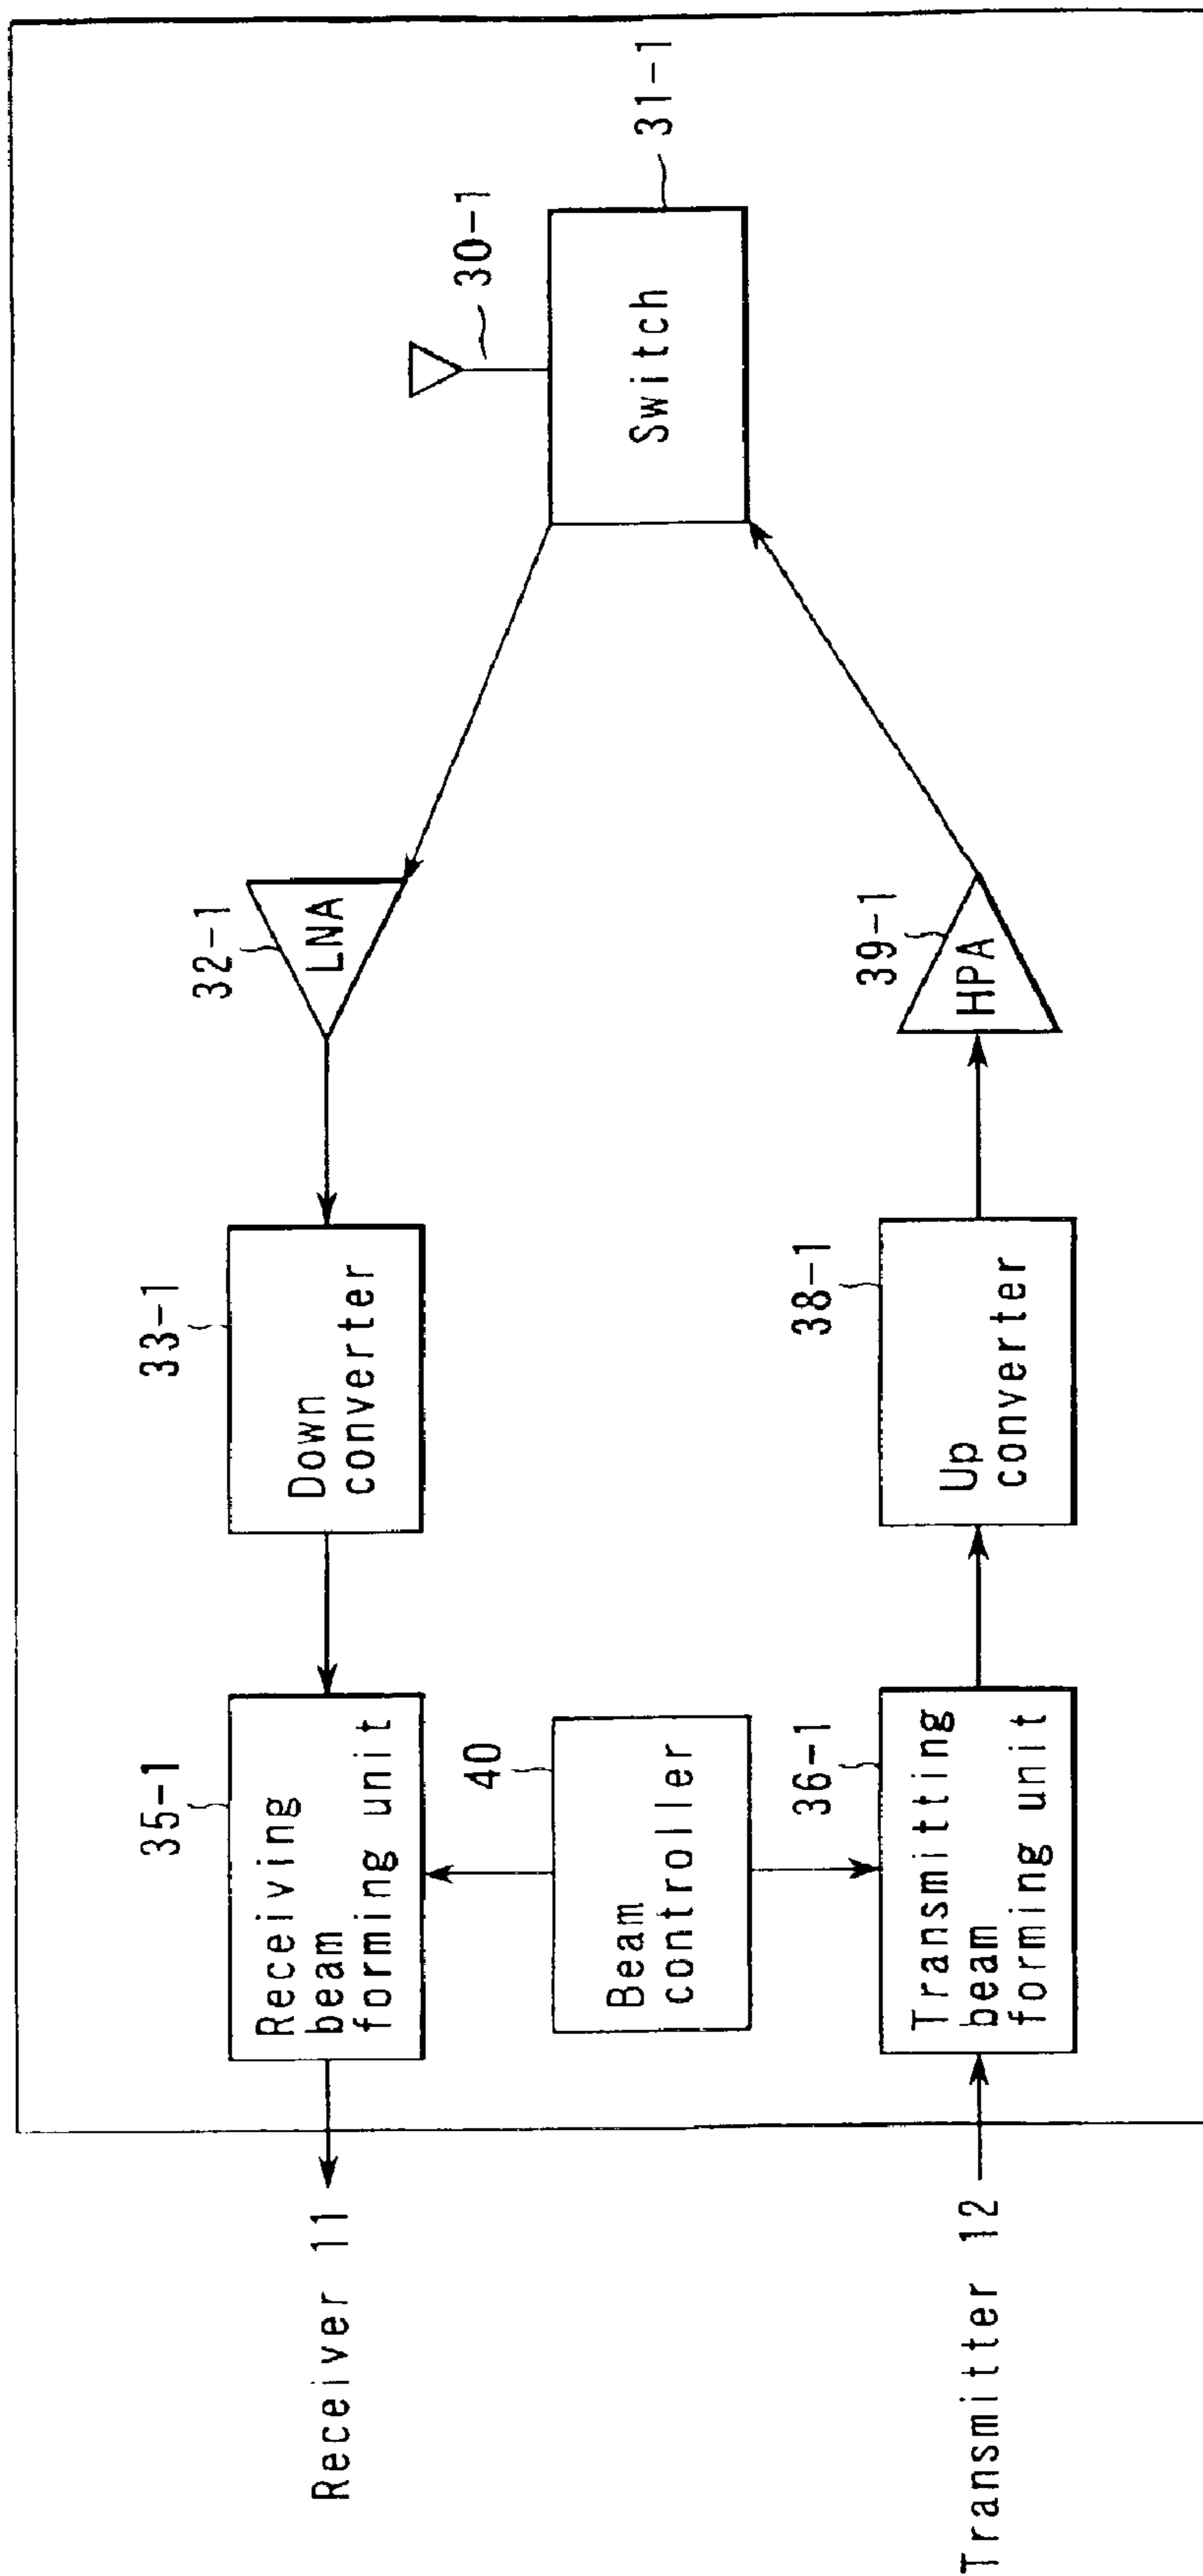 35-1
Receiving
beam
forming unit
33-1
Down
converter
32-1
LNA
30-1
31-1
Switch
40
Beam
controller
36-1
Transmitting
beam
forming unit
38-1
Up
converter
39-1
HPA
Receiver 11
Transmitter 12